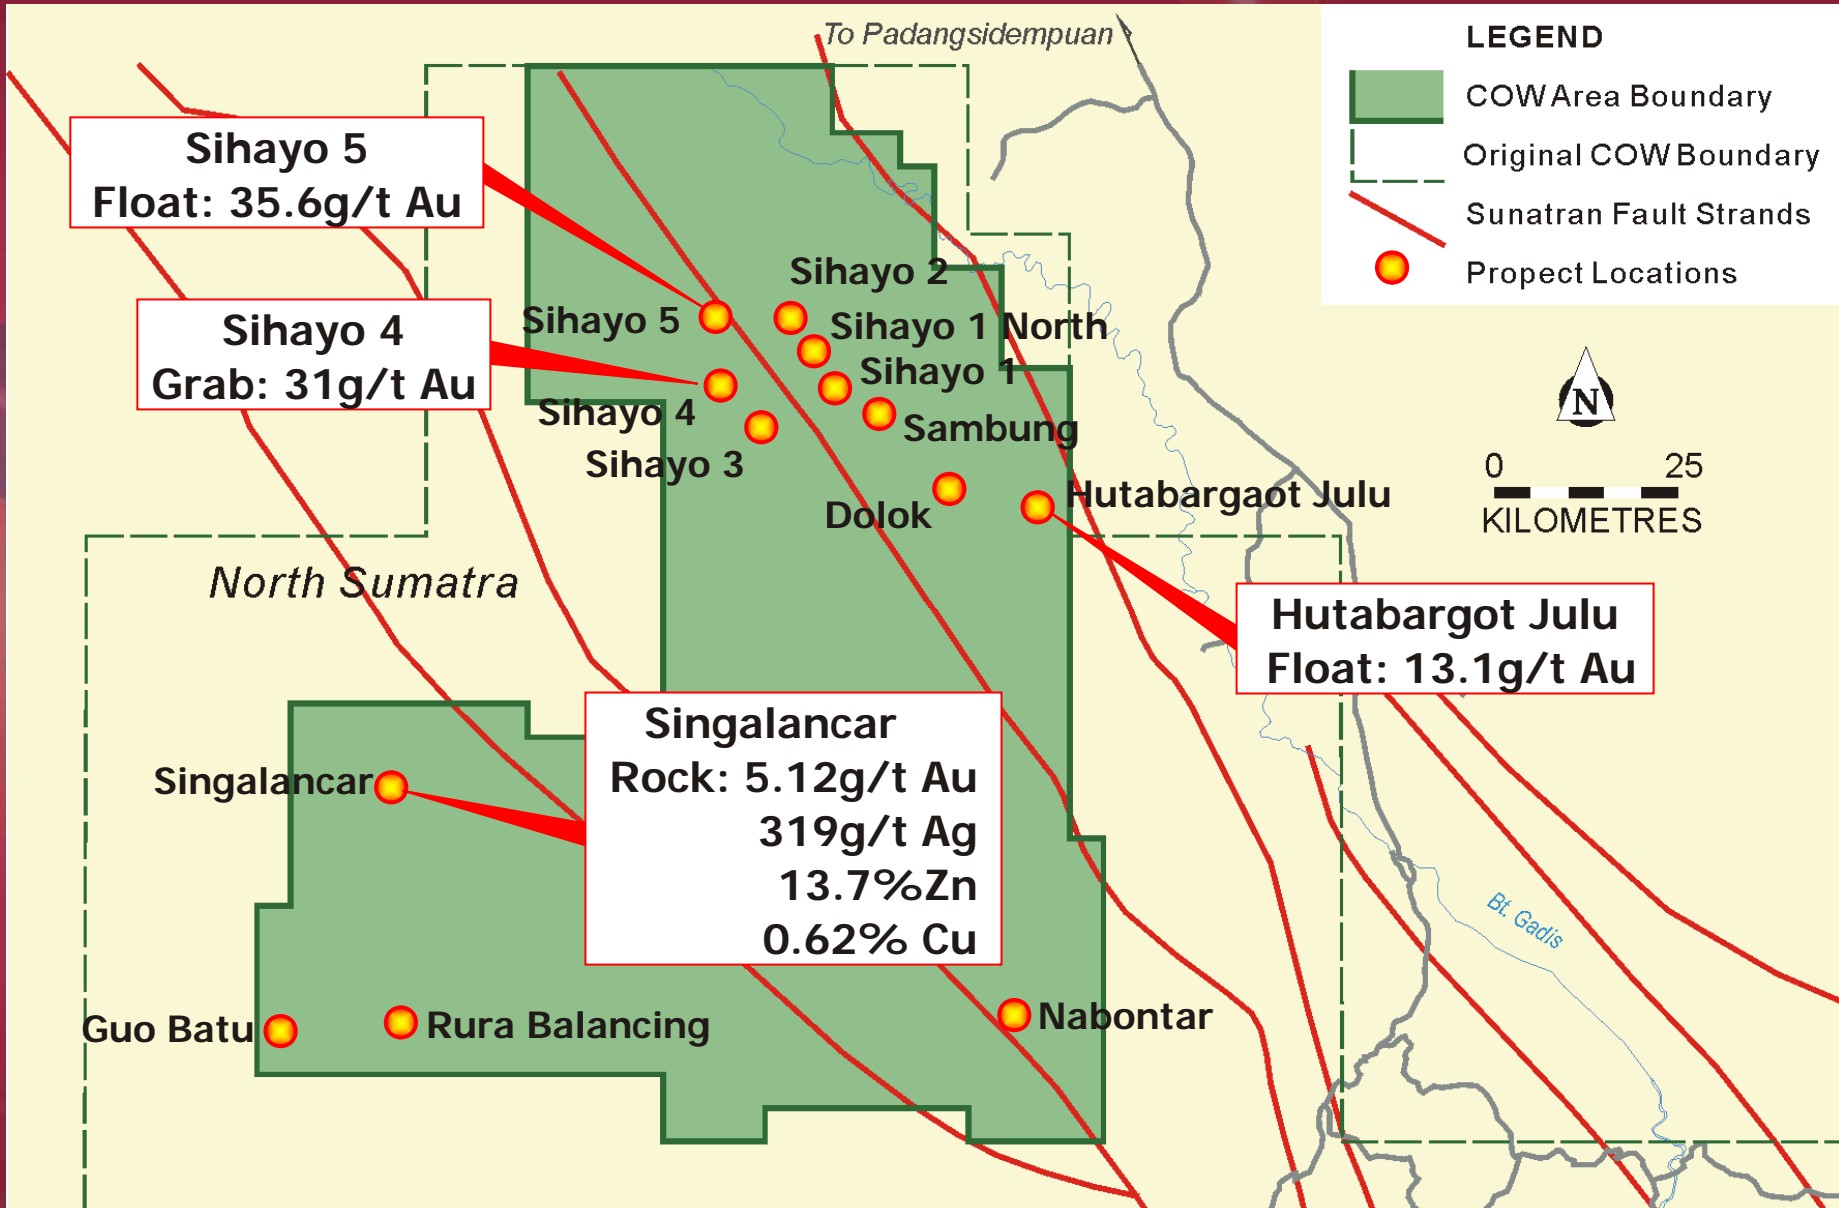 To Padangsidempuan
LEGEND
COW Area Boundary
Original COW Boundary
Sunatran Fault Strands
Propect Locations
Sihayo 5
Float: 35.6g/t Au
Sihayo 4
Grab: 31g/t Au
Sihayo 2
Sihayo 5
Sihayo 1 North
Sihayo 1
Sihayo 4
Sambung
Sihayo 3
Dolok
Hutabargaot Julu
N
0 25
KILOMETRES
North Sumatra
Hutabargot Julu
Float: 13.1g/t Au
Singalancar
Singalancar
Rock: 5.12g/t Au
319g/t Ag
13.7%Zn
0.62% Cu
Bt. Gadis
Guo Batu
Rura Balancing
Nabontar